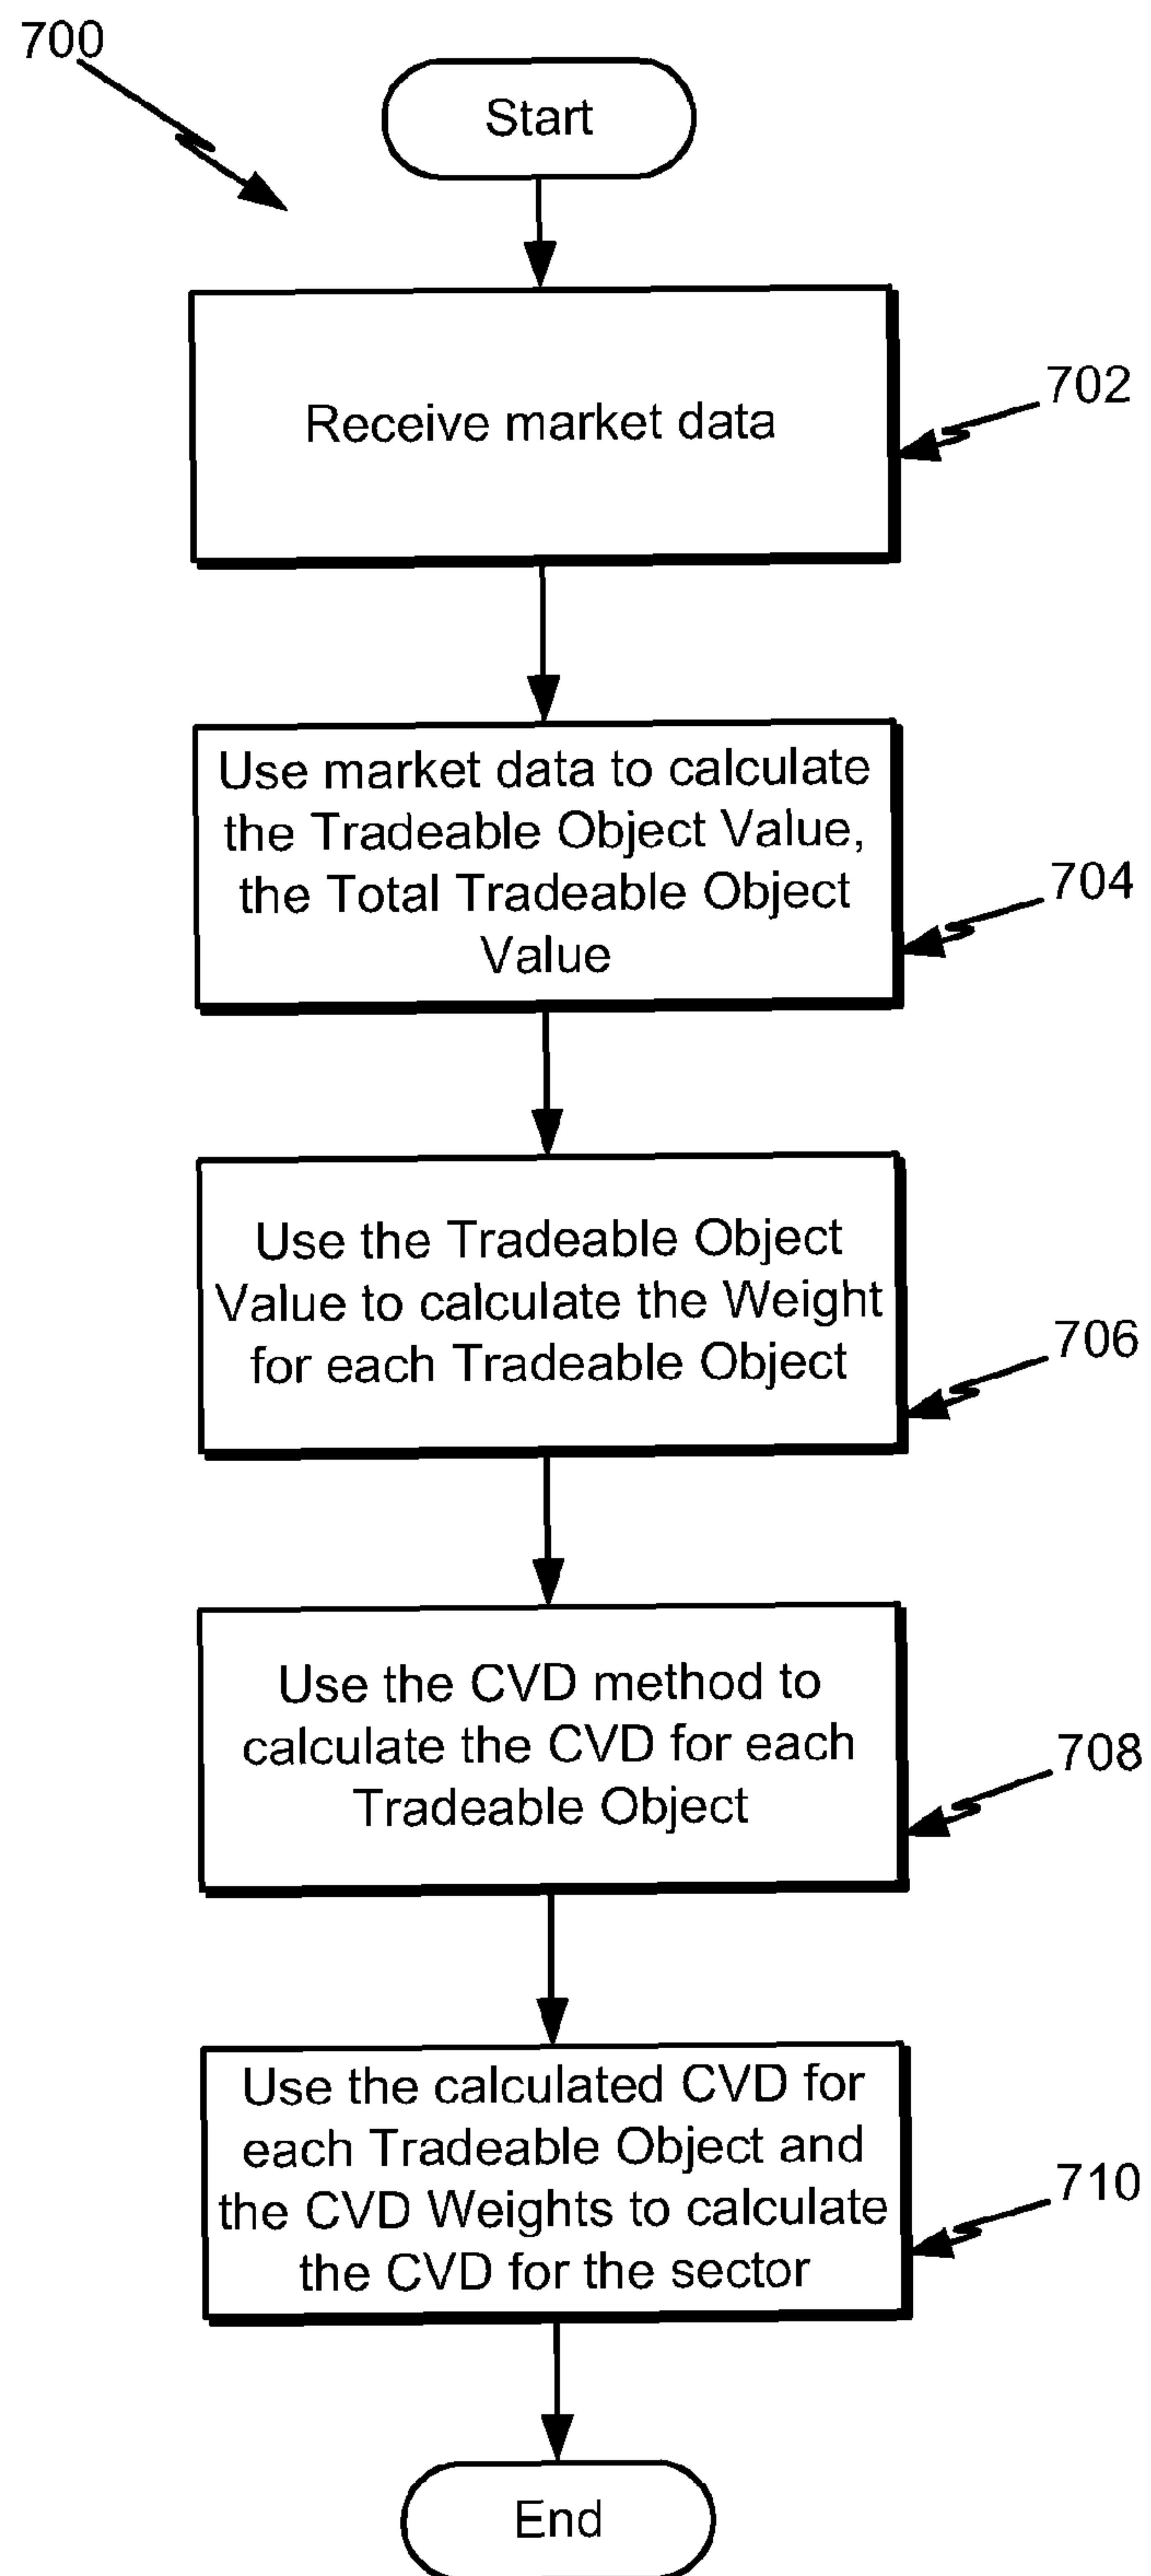 700
Start
Receive market data
702
Use market data to calculate
the Tradeable Object Value,
the Total Tradeable Object
Value
704
Use the Tradeable Object
Value to calculate the Weight
for each Tradeable Object
706
Use the CVD method to
calculate the CVD for each
Tradeable Object
708
Use the calculated CVD for
each Tradeable Object and
the CVD Weights to calculate
the CVD for the sector
710
End